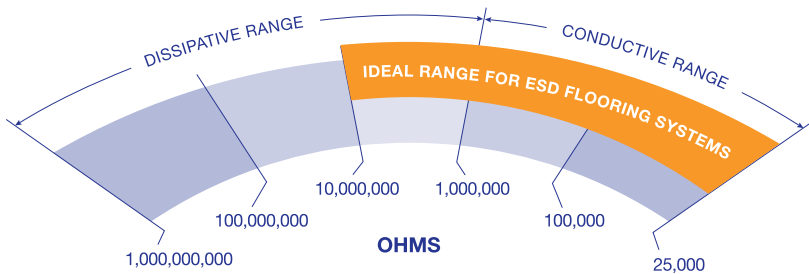 DISSIPATIVE RANGE
CONDUCTIVE RANGE
IDEAL RANGE FOR ESD FLOORING SYSTEMS
1,000,000,000
100,000,000
10,000,000
1,000,000
100,000
25,000
OHMS